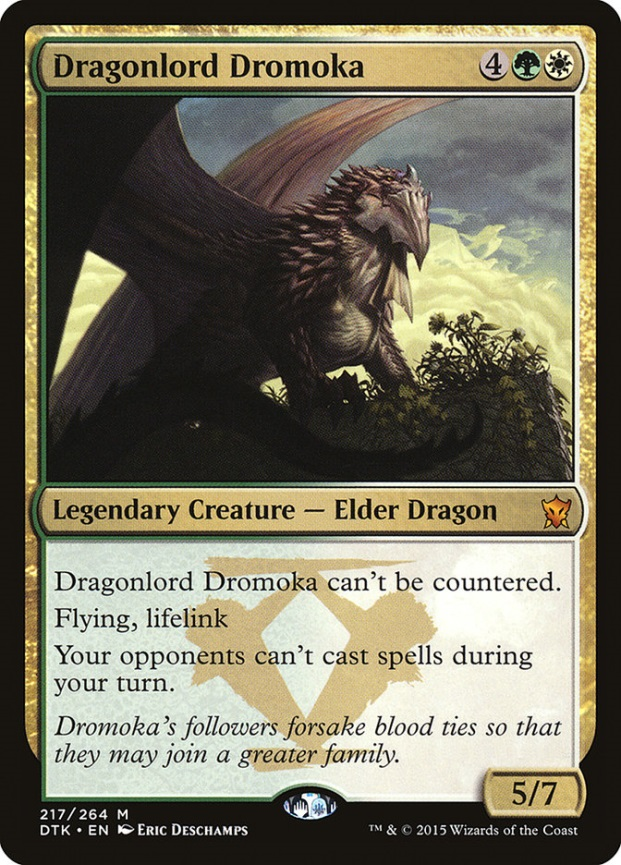 Dragonlord Dromoka 4
Legendary Creature — Elder Dragon
Dragonlord Dromoka can't be countered.
Flying, lifelink
Your opponents can't cast spells during
your turn.
Dromoka's followers forsake blood ties so that
they may join a greater family.
5/7
217/264 M
DTK • EN Eric Deschamps
™ & © 2015 Wizards of the Coast